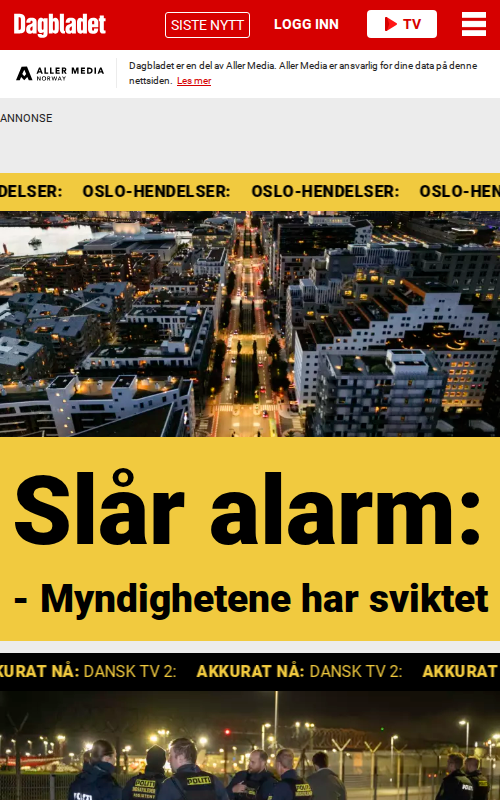 Dagbladet
SISTE NYTT
LOGG INN
TV
ALLER MEDIA
NORWAY
Dagbladet er en del av Aller Media. Aller Media er ansvarlig for dine data på denne
nettsiden. Les mer
ANNONSE
DELSER: OSLO-HENDELSER: OSLO-HENDELSER: OSLO-HEN
Slår alarm:
- Myndighetene har sviktet
KURAT NÅ: DANSK TV 2: AKKURAT NÅ: DANSK TV 2: AKKURAT
POLITI
POLITI
POLITI
POLITI